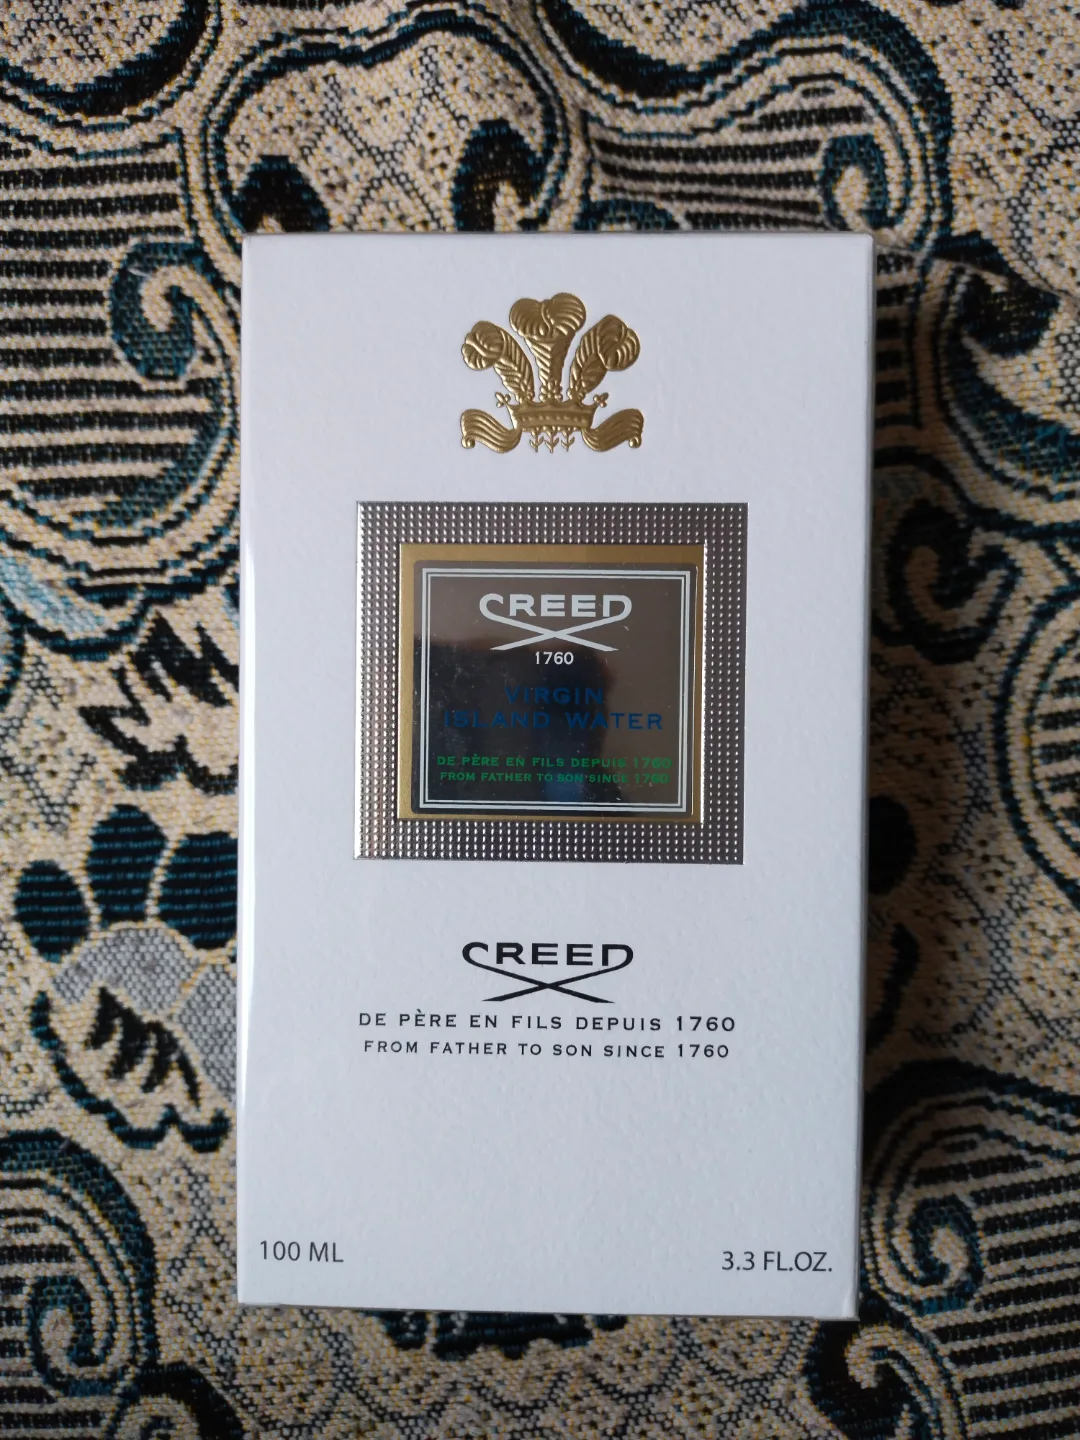 CREED
1760
VIRGIN
ISLAND WATER
DE PÈRE EN FILS DEPUIS 1760
FROM FATHER TO SON SINCE 1760
CREED
DE PÈRE EN FILS DEPUIS 1760
FROM FATHER TO SON SINCE 1760
100 ML
3.3 FL.OZ.